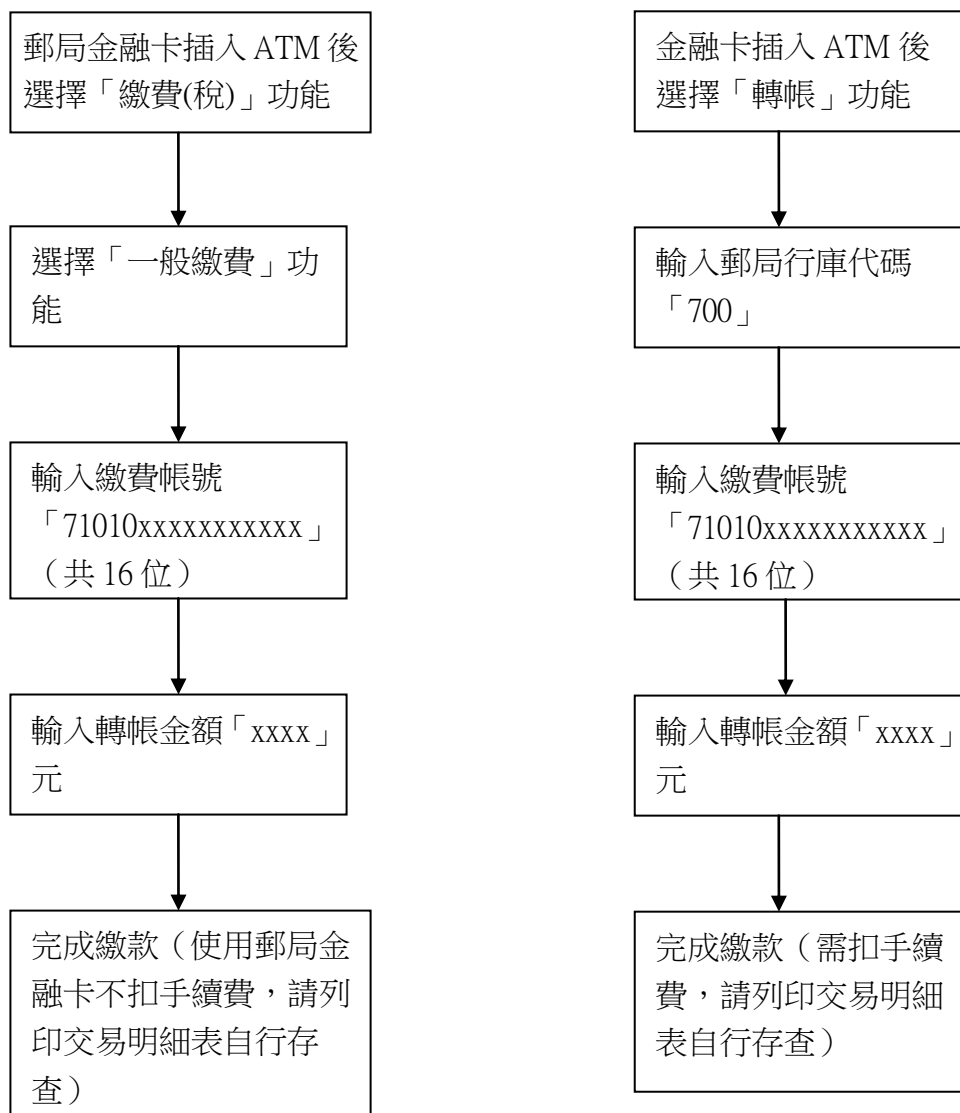 郵局金融卡插入 ATM 後
選擇「繳費(稅)」功能
選擇「一般繳費」功
能
輸入繳費帳號
「71010xxxxxxxxxxx」
（共 16 位）
輸入轉帳金額「xxxx」
元
完成繳款（使用郵局金
融卡不扣手續費，請列
印交易明細表自行存
查）
金融卡插入 ATM 後
選擇「轉帳」功能
輸入郵局行庫代碼
「700」
輸入繳費帳號
「71010xxxxxxxxxxx」
（共 16 位）
輸入轉帳金額「xxxx」
元
完成繳款（需扣手續
費，請列印交易明細
表自行存查）